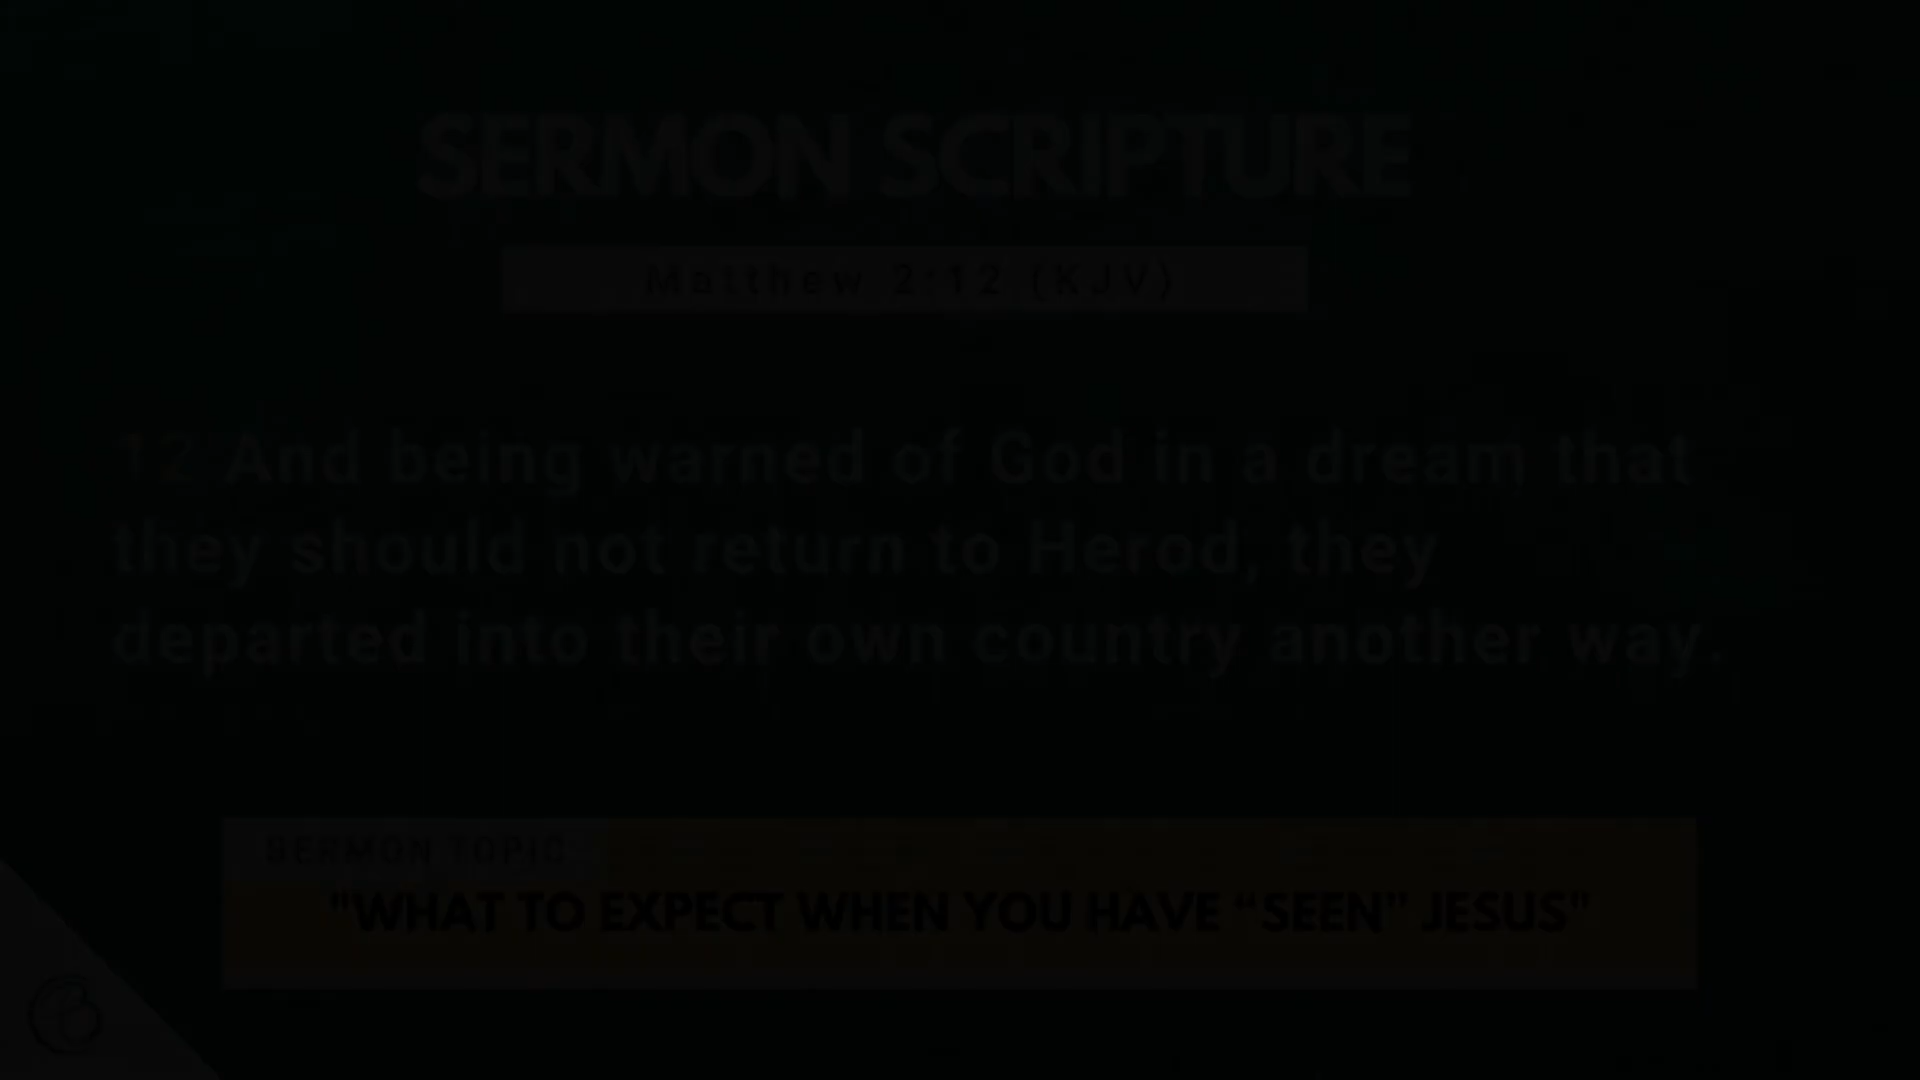 SERMON SCRIPTURE
Matthew 2:12 (KJV)
12 And being warned of God in a dream that
they should not return to Herod, they
departed into their own country another way.
SERMON TOPIC
"WHAT TO EXPECT WHEN YOU HAVE “SEEN” JESUS"
B